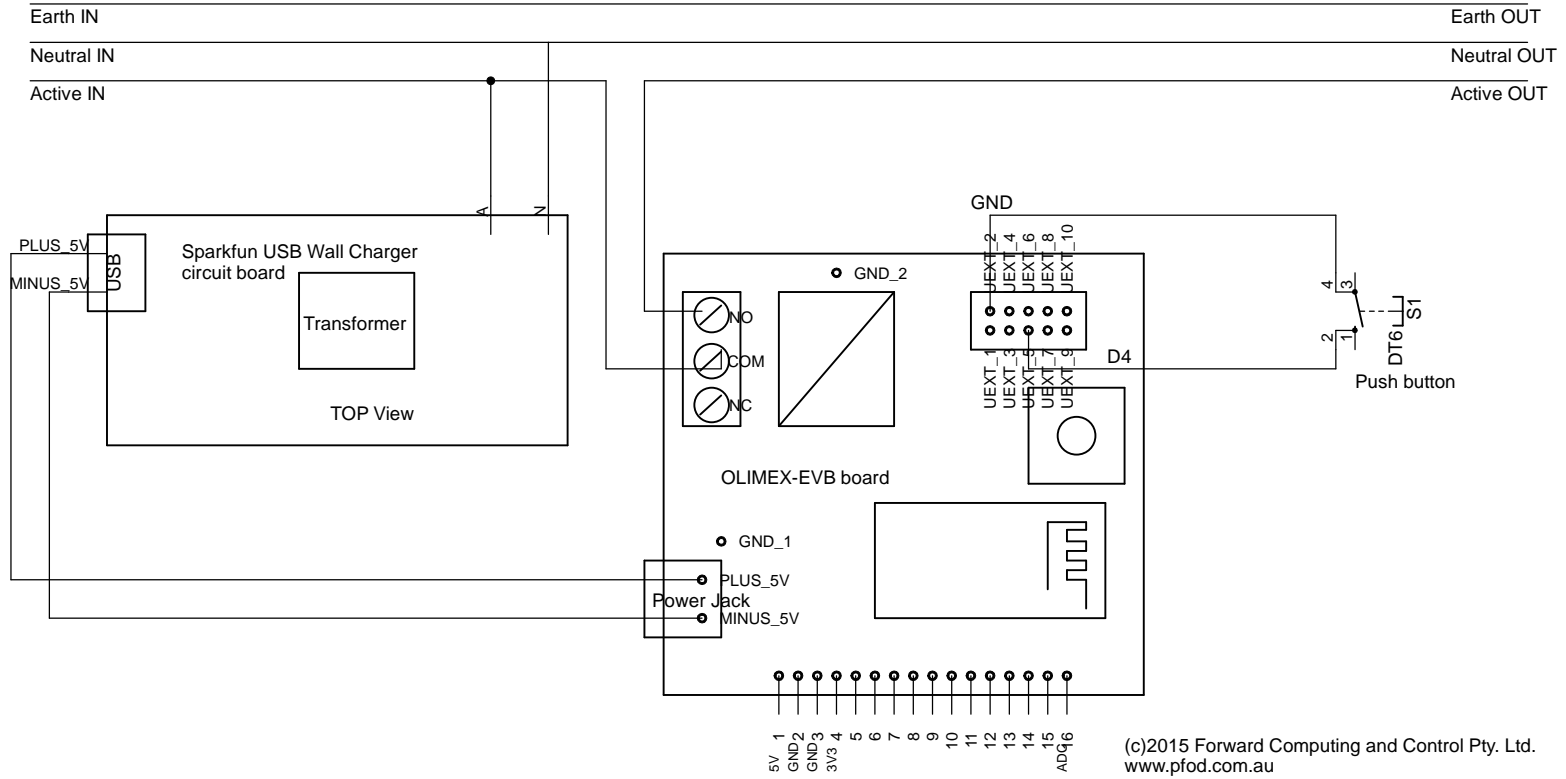 Earth IN
Earth OUT
Neutral IN
Neutral OUT
Active IN
Active OUT
A
N
PLUS_5V
MINUS_5V
USB
Sparkfun USB Wall Charger
circuit board
Transformer
TOP View
GND
UEXT_2
UEXT_4
UEXT_6
UEXT_8
UEXT_10
GND_2
NO
COM
NC
UEXT_1
UEXT_3
UEXT_5
UEXT_7
UEXT_9
D4
4
3
2
1
DT6
S1
Push button
OLIMEX-EVB board
GND_1
PLUS_5V
Power Jack
MINUS_5V
1
2
3
4
5
6
7
8
9
10
11
12
13
14
15
16
5V
GND
GND
3V3
ADC
(c)2015 Forward Computing and Control Pty. Ltd.
www.pfod.com.au